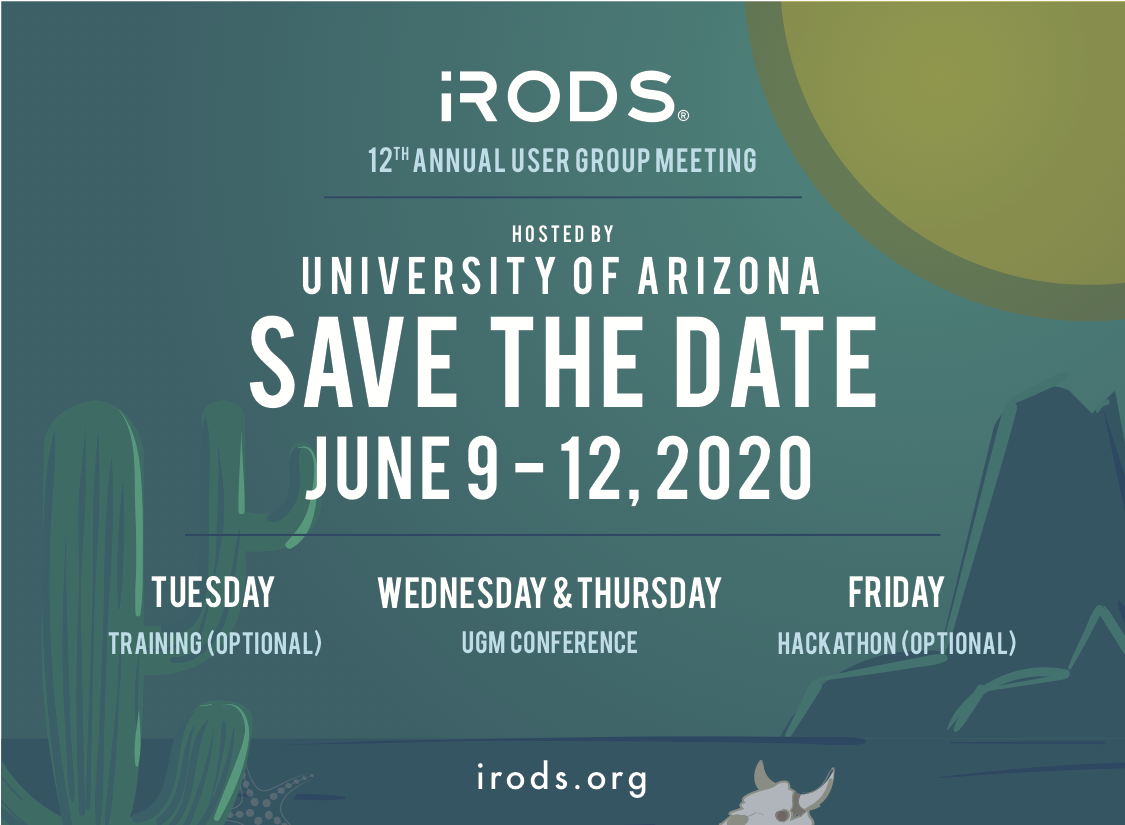 iRODS®
12TH ANNUAL USER GROUP MEETING
HOSTED BY
UNIVERSITY OF ARIZONA
SAVE THE DATE
JUNE 9 – 12, 2020
TUESDAY WEDNESDAY & THURSDAY FRIDAY
TRAINING (OPTIONAL) UGM CONFERENCE HACKATHON (OPTIONAL)
irods.org